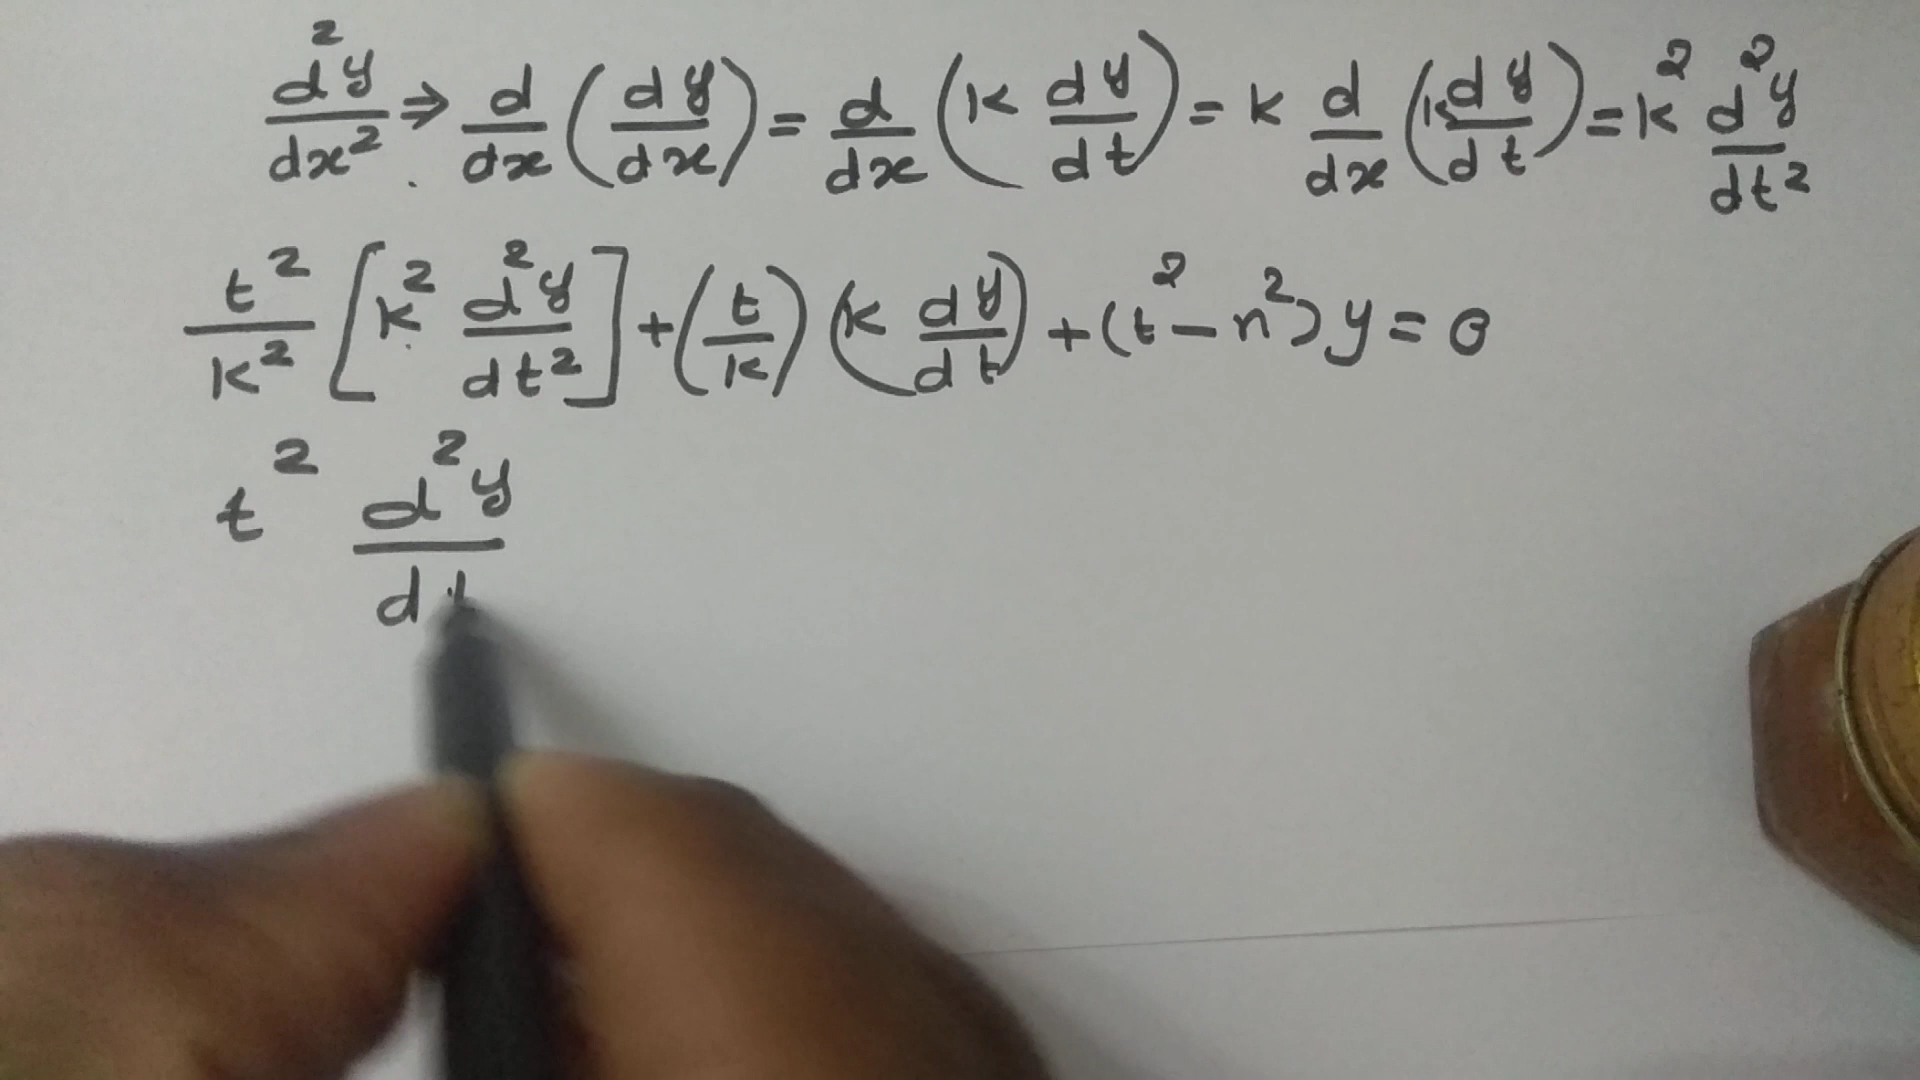 d²y/dx² ⇒ d/dx (dy/dx) = d/dx (k dy/dt) = k d/dx (k dy/dt) = k² d²y/dt²
t²/k² [k² d²y/dt²] + (t/k) (k dy/dt) + (t² - n²) y = 0
t² d²y/dt